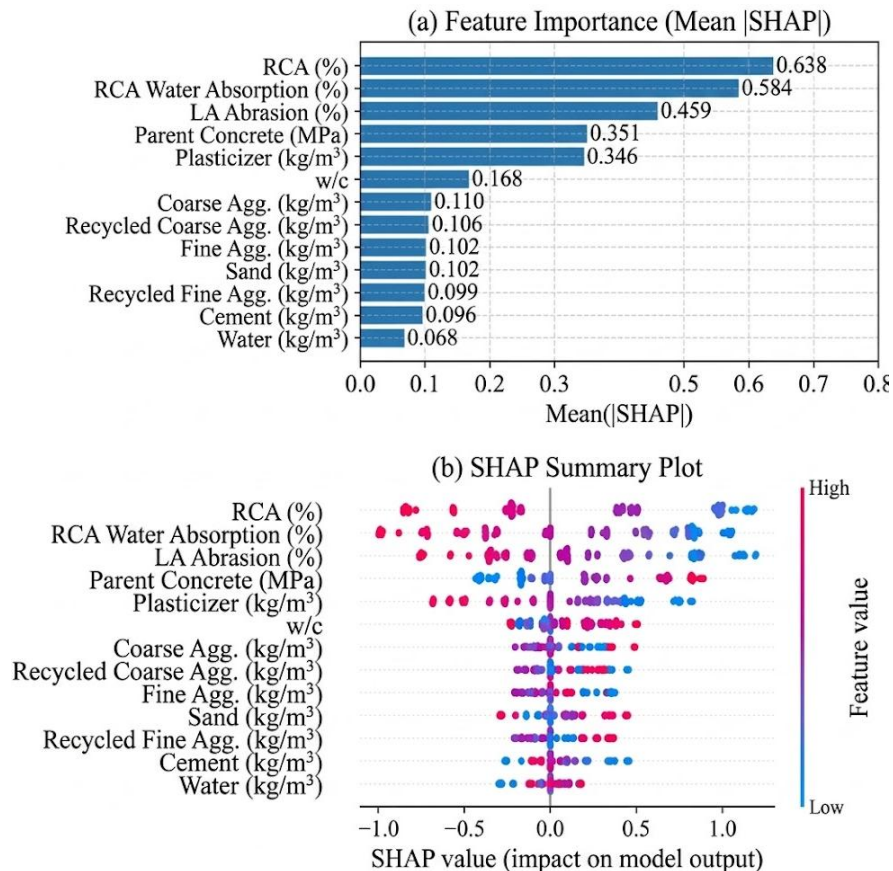 (a) Feature Importance (Mean |SHAP|)
RCA (%)
0.638
RCA Water Absorption (%)
0.584
LA Abrasion (%)
0.459
Parent Concrete (MPa)
0.351
Plasticizer (kg/m³)
0.346
w/c
0.168
Coarse Agg. (kg/m³)
0.110
Recycled Coarse Agg. (kg/m³)
0.106
Fine Agg. (kg/m³)
0.102
Sand (kg/m³)
0.102
Recycled Fine Agg. (kg/m³)
0.099
Cement (kg/m³)
0.096
Water (kg/m³)
0.068
0.0 0.1 0.2 0.3 0.5 0.6 0.7 0.8
Mean(|SHAP|)
(b) SHAP Summary Plot
High
RCA (%)
RCA Water Absorption (%)
LA Abrasion (%)
Parent Concrete (MPa)
Plasticizer (kg/m³)
w/c
Coarse Agg. (kg/m³)
Recycled Coarse Agg. (kg/m³)
Fine Agg. (kg/m³)
Sand (kg/m³)
Recycled Fine Agg. (kg/m³)
Cement (kg/m³)
Water (kg/m³)
Low
Feature value
−1.0 −0.5 0.0 0.5 1.0
SHAP value (impact on model output)